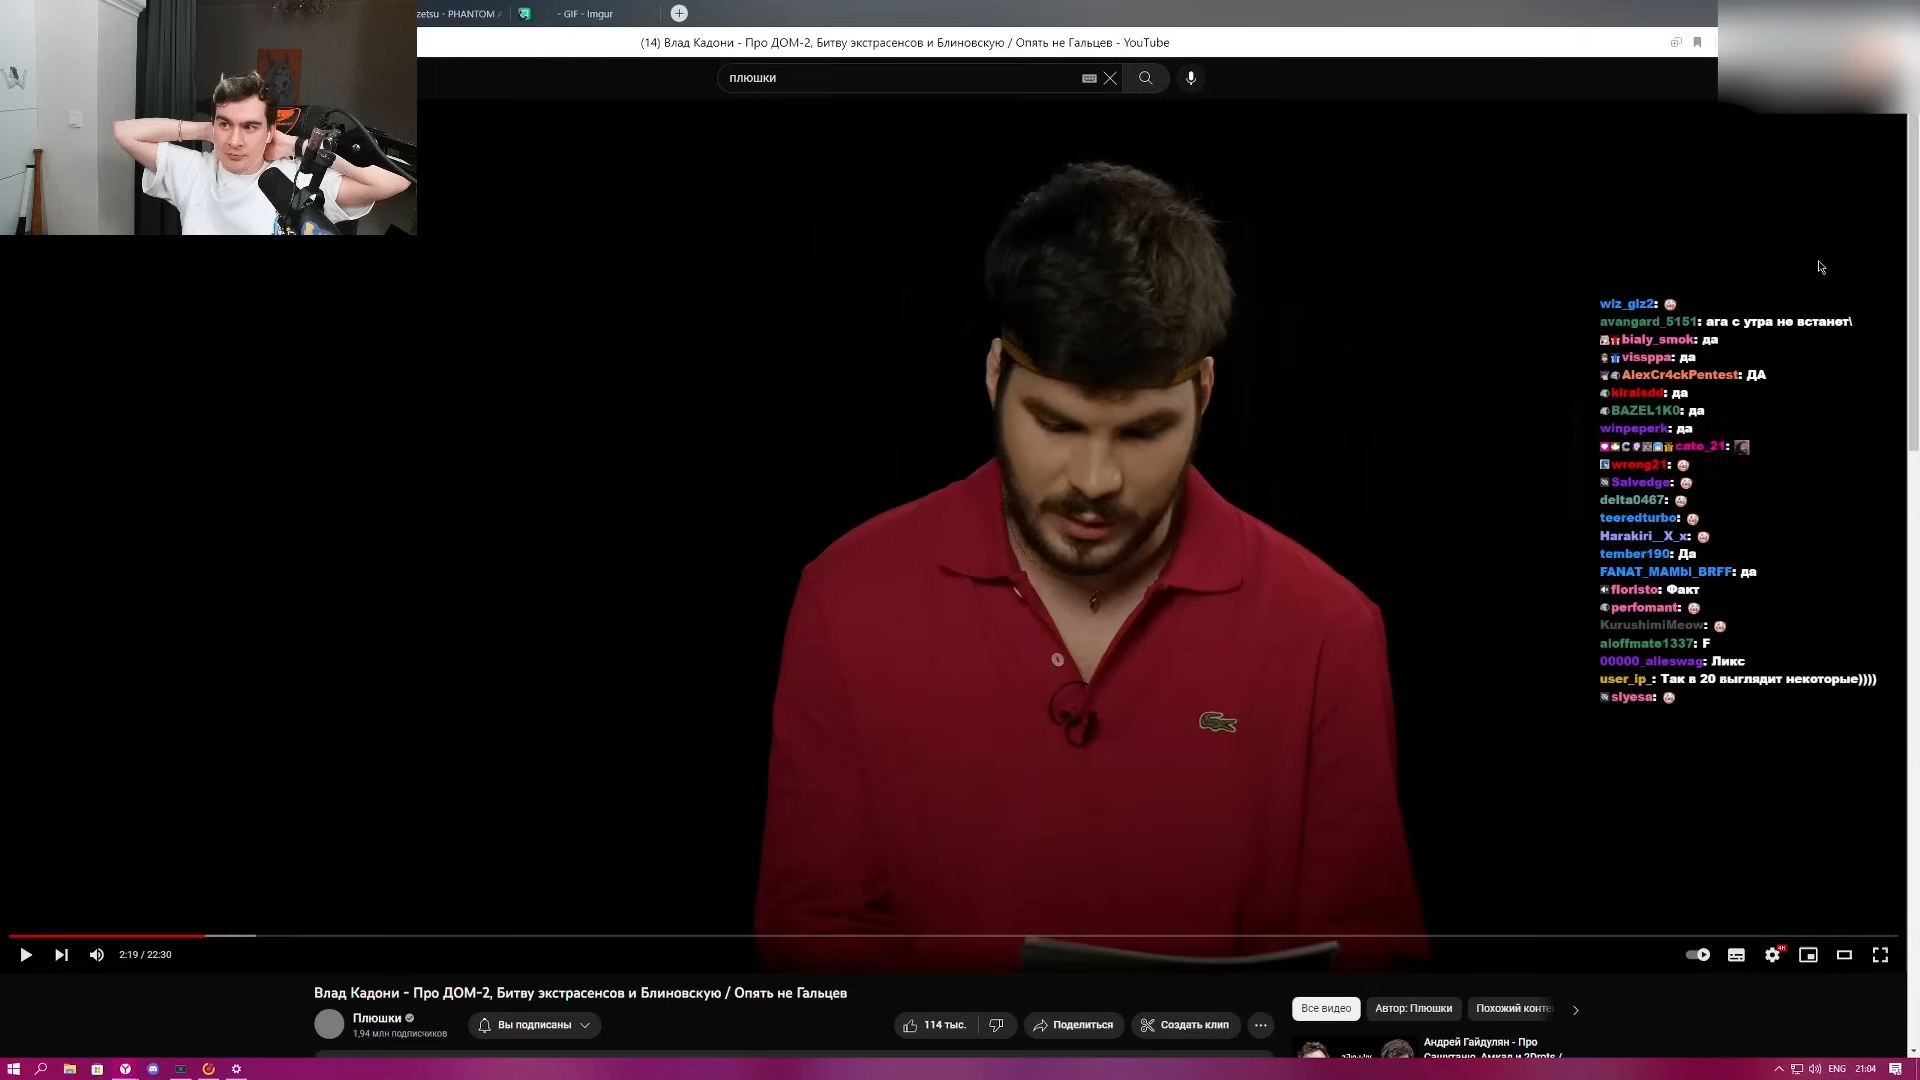 zetsu - PHANTOM
- GIF - Imgur
(14) Влад Кадони - Про ДОМ-2, Битву экстрасенсов и Блиновскую / Опять не Гальцев - YouTube
плюшки
wiz_glz2:
avangard_5151: ага с утра не встанет\
bialy_smok: да
vissppa: да
AlexCr4ckPentest: ДА
kiraisdd: да
BAZEL1K0: да
winpeperk: да
cato_21:
wrong21:
Salvedge:
delta0467:
teeredturbo:
Harakiri__X_x:
tember190: Да
FANAT_MAMbI_BRFF: да
floristo: Факт
perfomant:
KurushimiMeow:
aloffmate1337: F
00000_alleswag: Ликс
user_ip_: Так в 20 выглядит некоторые))))
slyesa:
2:19 / 22:30
Влад Кадони - Про ДОМ-2, Битву экстрасенсов и Блиновскую / Опять не Гальцев
Плюшки
1,94 млн подписчиков
Вы подписаны
114 тыс.
Поделиться
Создать клип
Все видео
Автор: Плюшки
Похожий конте
Андрей Гайдулян - Про
ENG
21:04